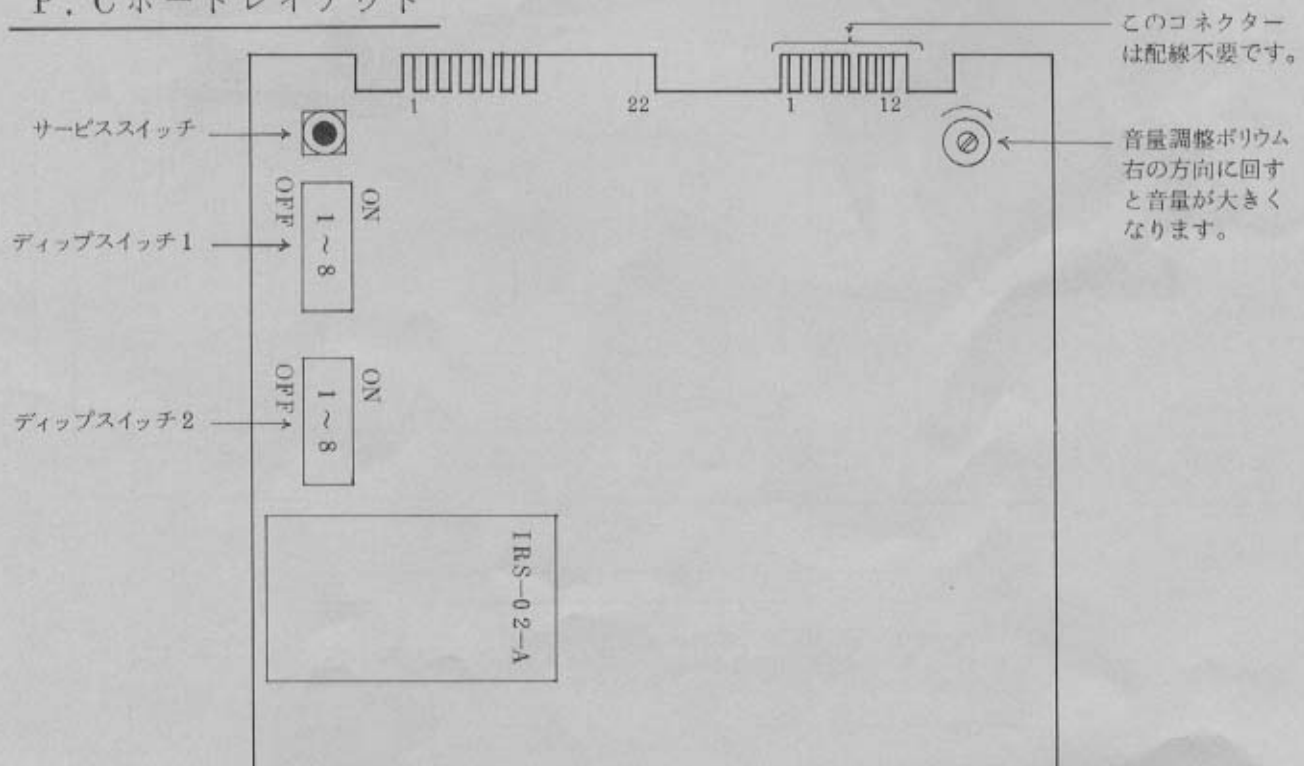 P.Cボードレイアウト
このコネクター
は配線不要です。
1
22
1
12
サービススイッチ
音量調整ボリウム
右の方向に回す
と音量が大きく
なります。
OFF
1~8
ON
ディップスイッチ1
OFF
1~8
ON
ディップスイッチ2
IRS-02-A